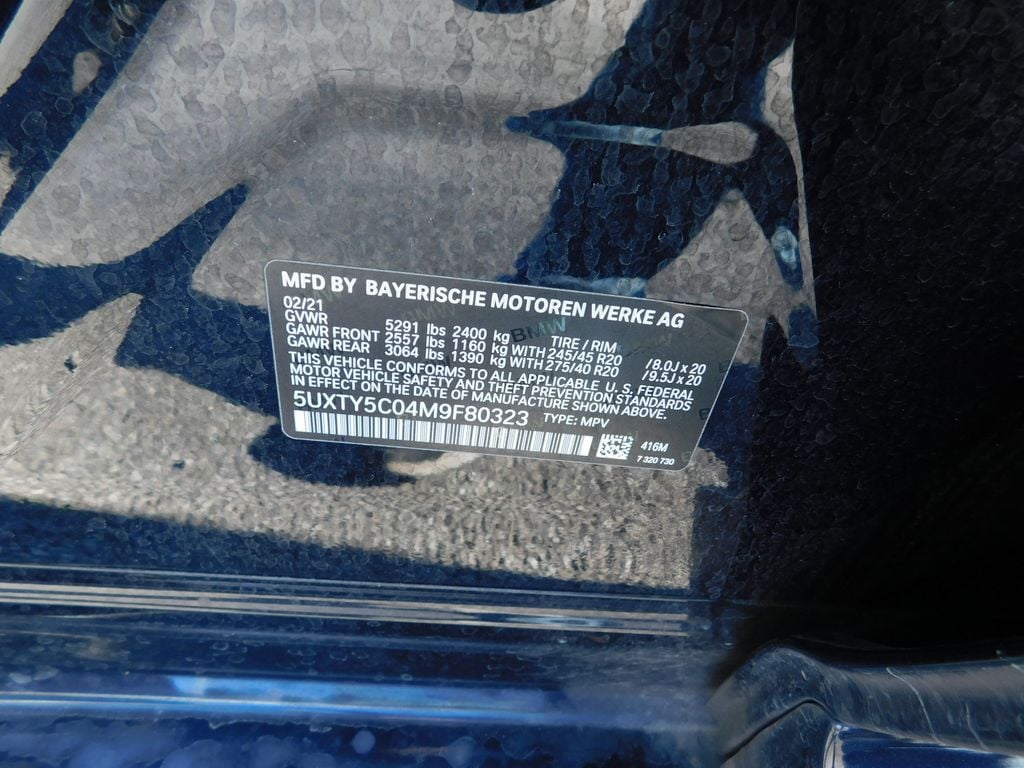 MFD BY BAYERISCHE MOTOREN WERKE AG
02/21
GVWR 5291 lbs 2400 kg TIRE / RIM
GAWR FRONT 2557 lbs 1160 kg WITH 245/45 R20 /8.0J x 20
GAWR REAR 3064 lbs 1390 kg WITH 275/40 R20 /9.5J x 20
THIS VEHICLE CONFORMS TO ALL APPLICABLE U.S. FEDERAL
MOTOR VEHICLE SAFETY AND THEFT PREVENTION STANDARDS
IN EFFECT ON THE DATE OF MANUFACTURE SHOWN ABOVE.
5UXTY5C04M9F80323 TYPE: MPV
416M
7 320 730
BMW